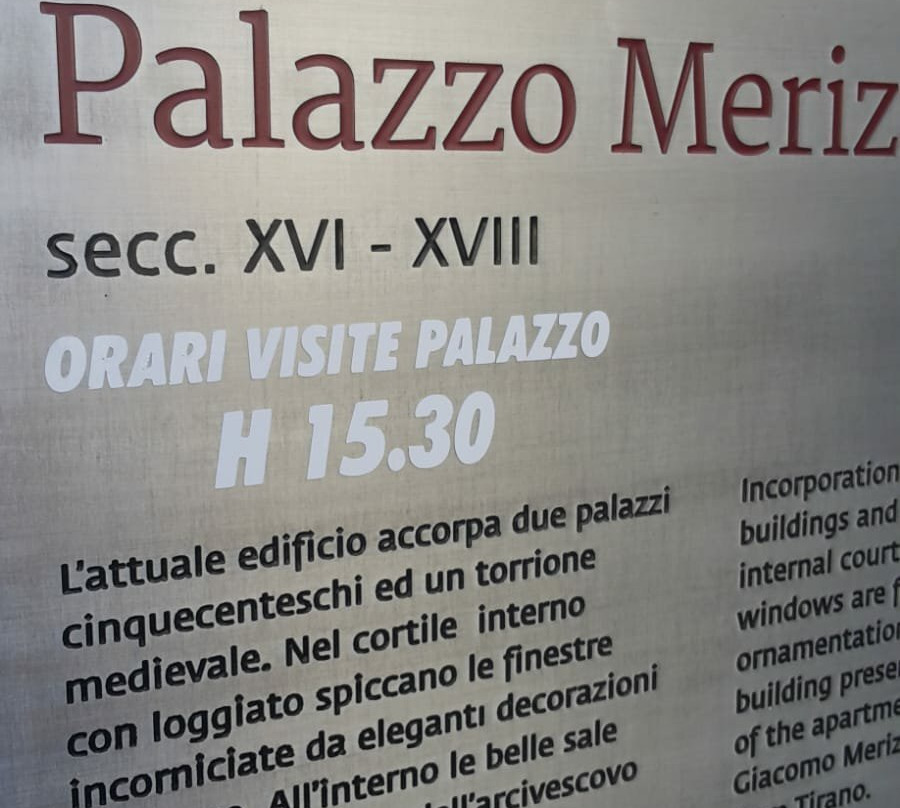 Palazzo Meriz
secc. XVI - XVIII
ORARI VISITE PALAZZO
H 15.30
L'attuale edificio accorpa due palazzi
cinquecenteschi ed un torrione
medievale. Nel cortile interno
con loggiato spiccano le finestre
incorniciate da eleganti decorazioni
All'interno le belle sale
dell'arcivescovo
Incorporation
buildings and
internal court
windows are f
ornamentation
building prese
of the apartme
Giacomo Meriz
Tirano.